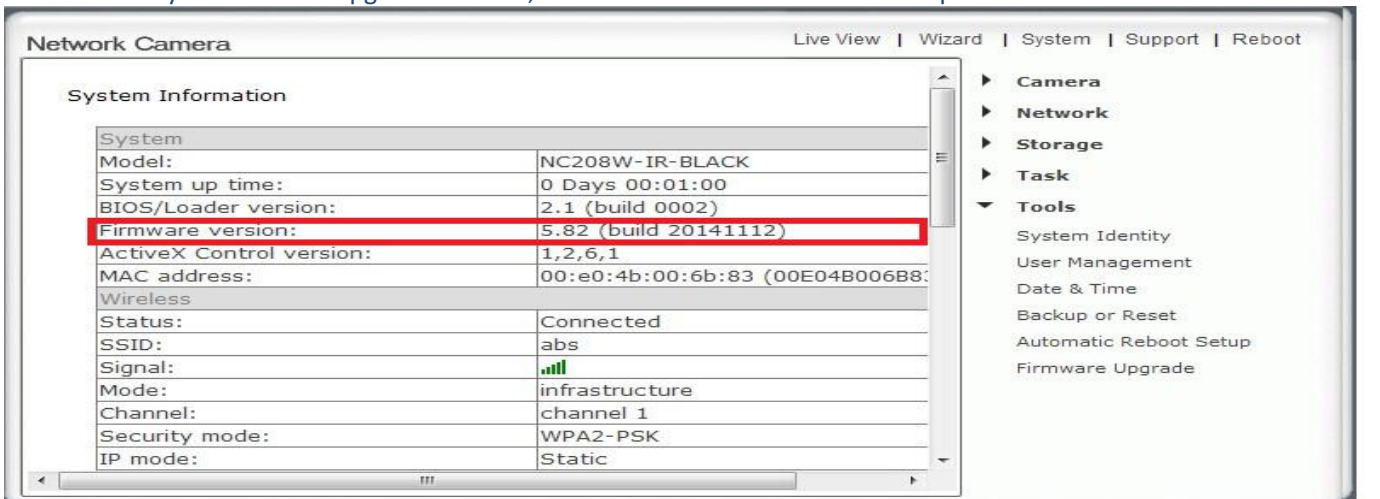 Network Camera
Live View | Wizard | System | Support | Reboot
System Information
System
Model: NC208W-IR-BLACK
System up time: 0 Days 00:01:00
BIOS/Loader version: 2.1 (build 0002)
Firmware version: 5.82 (build 20141112)
ActiveX Control version: 1,2,6,1
MAC address: 00:e0:4b:00:6b:83 (00E04B006B83
Wireless
Status: Connected
SSID: abs
Signal:
Mode: infrastructure
Channel: channel 1
Security mode: WPA2-PSK
IP mode: Static
Camera
Network
Storage
Task
Tools
System Identity
User Management
Date & Time
Backup or Reset
Automatic Reboot Setup
Firmware Upgrade